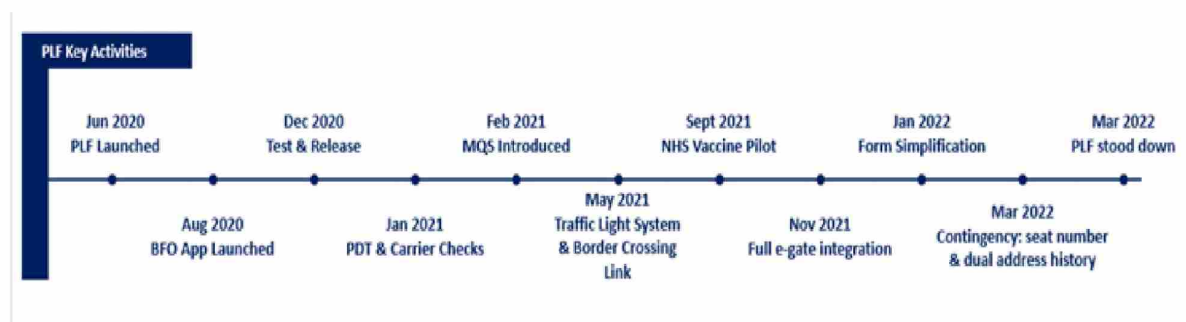 PLF Key Activities
Jun 2020
PLF Launched
Dec 2020
Test & Release
Feb 2021
MQS Introduced
Sept 2021
NHS Vaccine Pilot
Jan 2022
Form Simplification
Mar 2022
PLF stood down
Aug 2020
BFO App Launched
Jan 2021
PDT & Carrier Checks
May 2021
Traffic Light System
& Border Crossing
Link
Nov 2021
Full e-gate integration
Mar 2022
Contingency: seat number
& dual address history